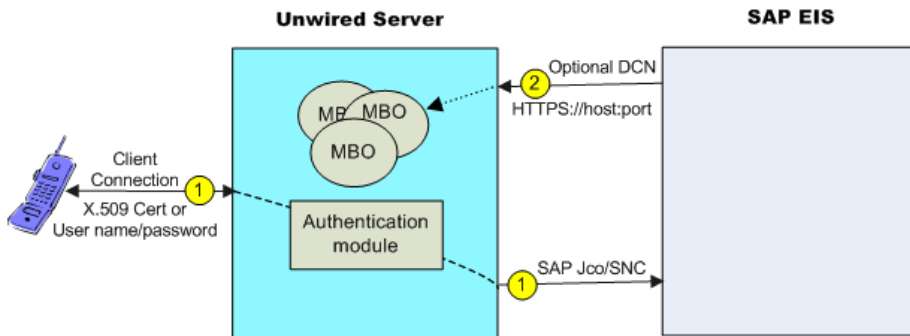 Unwired Server
SAP EIS
Optional DCN
2
HTTPS://host:port
MBO
MBO
Client
Connection
1
X.509 Cert or
User name/password
Authentication
module
SAP Jco/SNC
1